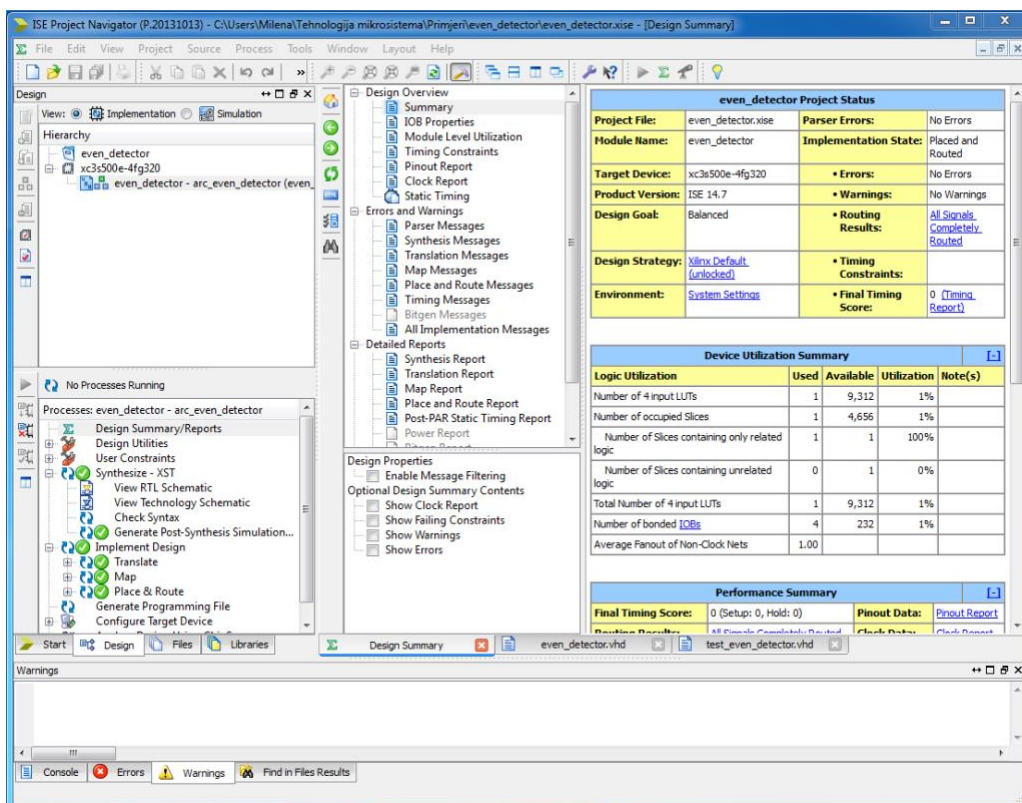 ISE Project Navigator (P.20131013) - C:\Users\Milena\Tehnologija mikrosistema\Primjeri\even_detector\even_detector.xise - [Design Summary]
File Edit View Project Source Process Tools Window Layout Help
Design
View: Implementation Simulation
Hierarchy
even_detector
xc3s500e-4fg320
even_detector - arc_even_detector (even_
No Processes Running
Processes: even_detector - arc_even_detector
Design Summary/Reports
Design Utilities
User Constraints
Synthesize - XST
View RTL Schematic
View Technology Schematic
Check Syntax
Generate Post-Synthesis Simulation...
Implement Design
Translate
Map
Place & Route
Generate Programming File
Configure Target Device
Start Design Files Libraries
Design Overview
Summary
IOB Properties
Module Level Utilization
Timing Constraints
Pinout Report
Clock Report
Static Timing
Errors and Warnings
Parser Messages
Synthesis Messages
Translation Messages
Map Messages
Place and Route Messages
Timing Messages
Bitgen Messages
All Implementation Messages
Detailed Reports
Synthesis Report
Translation Report
Map Report
Place and Route Report
Post-PAR Static Timing Report
Power Report
Design Properties
Enable Message Filtering
Optional Design Summary Contents
Show Clock Report
Show Failing Constraints
Show Warnings
Show Errors
even_detector Project Status
Project File: even_detector.xise Parser Errors: No Errors
Module Name: even_detector Implementation State: Placed and
Routed
Target Device: xc3s500e-4fg320 • Errors: No Errors
Product Version: ISE 14.7 • Warnings: No Warnings
Design Goal: Balanced • Routing
Results: All Signals
Completely
Routed
Design Strategy: Xilinx Default
(unlocked) • Timing
Constraints:
Environment: System Settings • Final Timing
Score: 0 (Timing
Report)
Device Utilization Summary [-]
Logic Utilization Used Available Utilization Note(s)
Number of 4 input LUTs 1 9,312 1%
Number of occupied Slices 1 4,656 1%
Number of Slices containing only related
logic 1 1 100%
Number of Slices containing unrelated
logic 0 1 0%
Total Number of 4 input LUTs 1 9,312 1%
Number of bonded IOBs 4 232 1%
Average Fanout of Non-Clock Nets 1.00
Performance Summary [-]
Final Timing Score: 0 (Setup: 0, Hold: 0) Pinout Data: Pinout Report
Routing Results: All Signals Completely Routed Clock Data: Clock Report
Design Summary even_detector.vhd test_even_detector.vhd
Warnings
Console Errors Warnings Find in Files Results